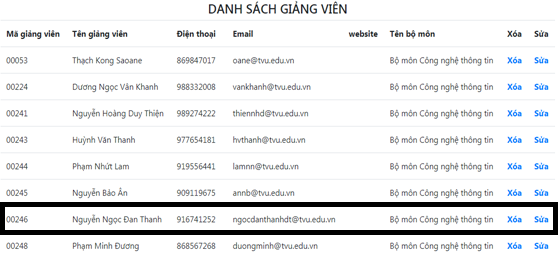 DANH SÁCH GIẢNG VIÊN
Mã giảng viên Tên giảng viên Điện thoại Email website Tên bộ môn Xóa Sửa
00053 Thạch Kong Saoane 869847017 oane@tvu.edu.vn Bộ môn Công nghệ thông tin Xóa Sửa
00224 Dương Ngọc Vân Khanh 988332008 vankhanh@tvu.edu.vn Bộ môn Công nghệ thông tin Xóa Sửa
00241 Nguyễn Hoàng Duy Thiện 989274222 thiennhd@tvu.edu.vn Bộ môn Công nghệ thông tin Xóa Sửa
00243 Huỳnh Văn Thanh 977654181 hvthanh@tvu.edu.vn Bộ môn Công nghệ thông tin Xóa Sửa
00244 Phạm Nhứt Lam 919556441 lamnn@tvu.edu.vn Bộ môn Công nghệ thông tin Xóa Sửa
00245 Nguyễn Bảo Ân 909119675 annb@tvu.edu.vn Bộ môn Công nghệ thông tin Xóa Sửa
00246 Nguyễn Ngọc Đan Thanh 916741252 ngocdanthanhdt@tvu.edu.vn Bộ môn Công nghệ thông tin Xóa Sửa
00248 Phạm Minh Đương 868567268 duongminh@tvu.edu.vn Bộ môn Công nghệ thông tin Xóa Sửa